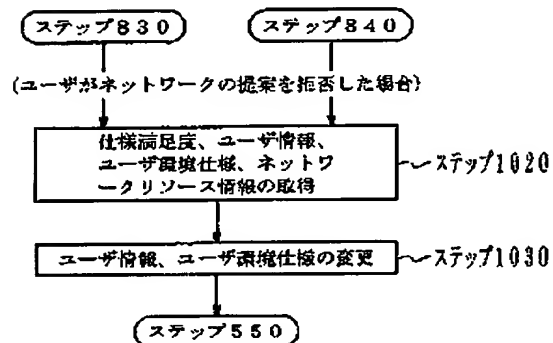 ステップ830
ステップ840
(ユーザがネットワークの提案を拒否した場合)
仕様満足度、ユーザ情報、
ユーザ環境仕様、ネットワ
ークリソース情報の取得
ステップ1020
ユーザ情報、ユーザ環境仕様の変更
ステップ1030
ステップ550